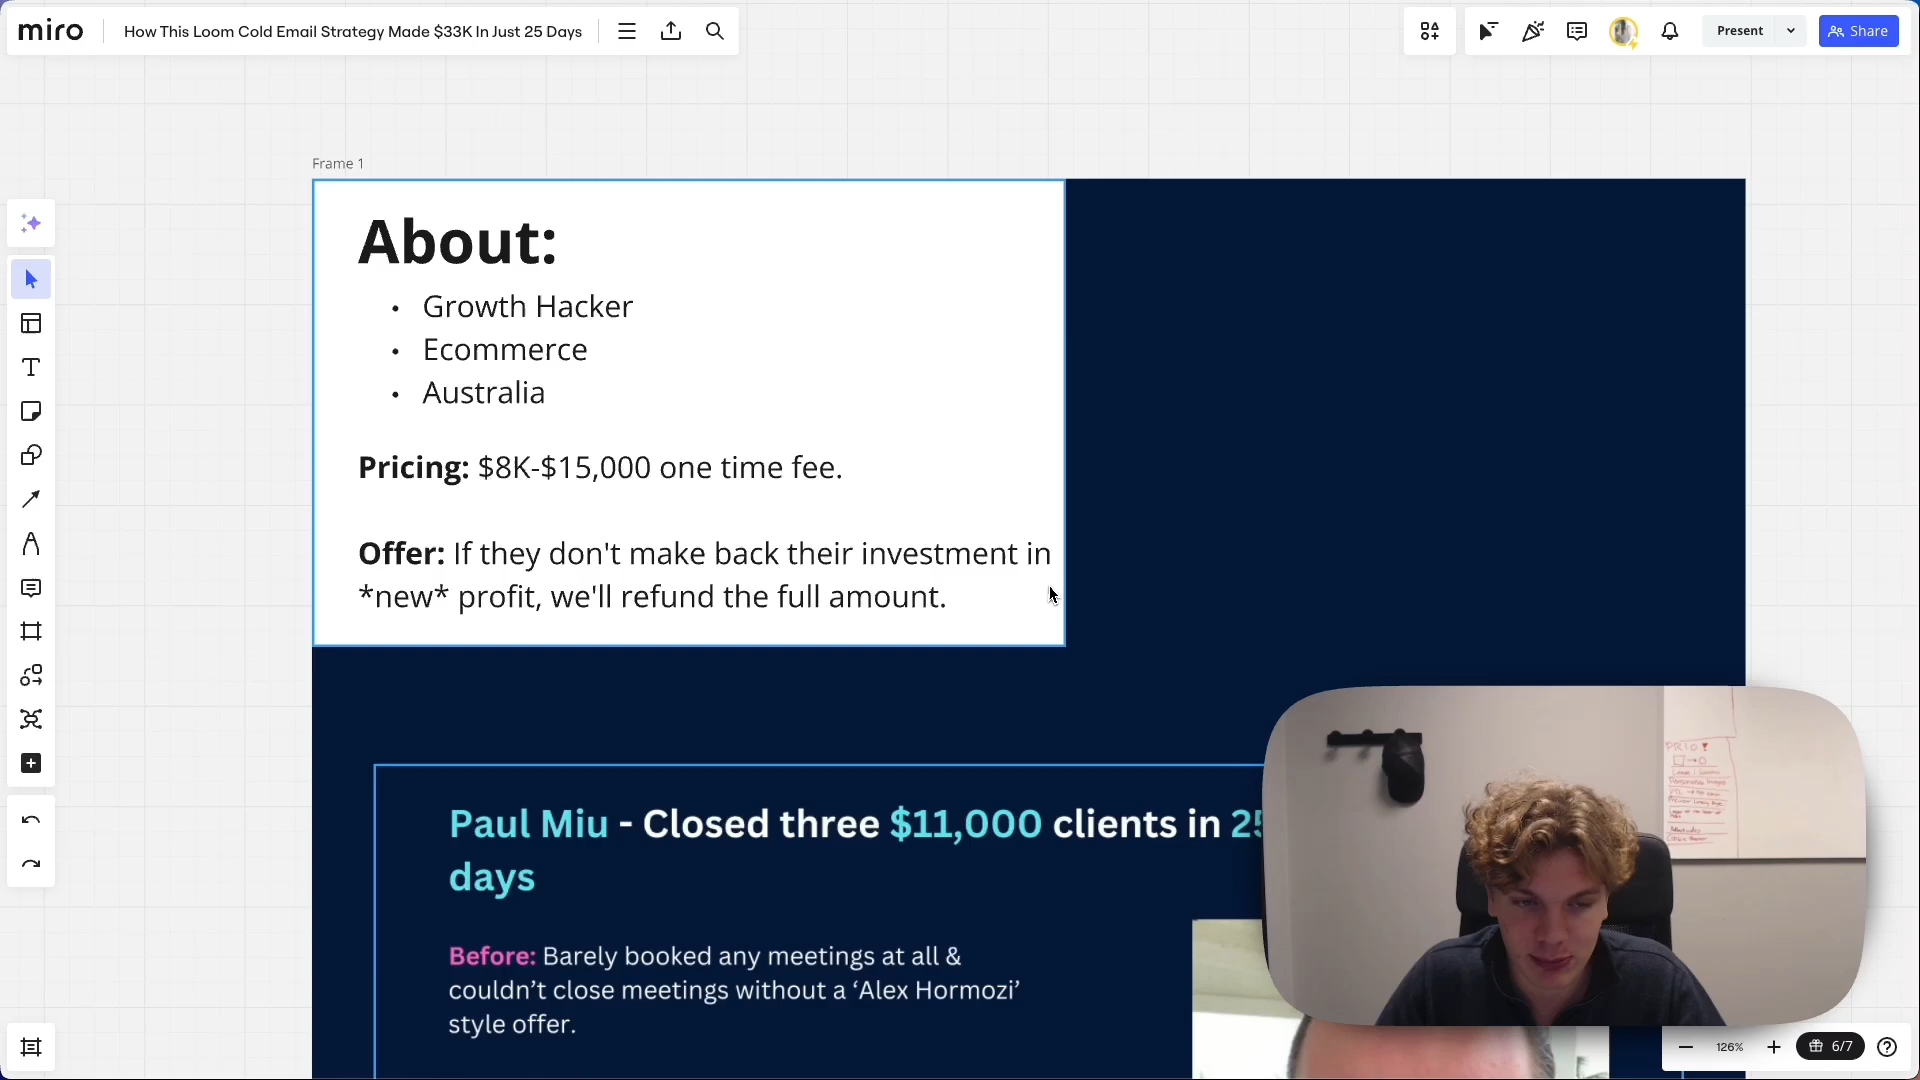 miro
How This Loom Cold Email Strategy Made $33K In Just 25 Days
Present
Share
Frame 1
About:
• Growth Hacker
• Ecommerce
• Australia
Pricing: $8K-$15,000 one time fee.
Offer: If they don't make back their investment in
*new* profit, we'll refund the full amount.
Paul Miu - Closed three $11,000 clients in 25
days
Before: Barely booked any meetings at all &
couldn’t close meetings without a ‘Alex Hormozi’
style offer.
PRIO
126%
6/7